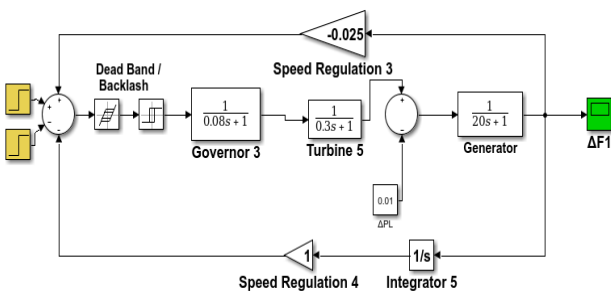 -0.025
Speed Regulation 3
Dead Band /
Backlash
+
+
+
-
-
1
0.08s + 1
Governor 3
1
0.3s + 1
Turbine 5
+
-
1
20s + 1
Generator
ΔF1
0.01
ΔPL
1
Speed Regulation 4
1/s
Integrator 5